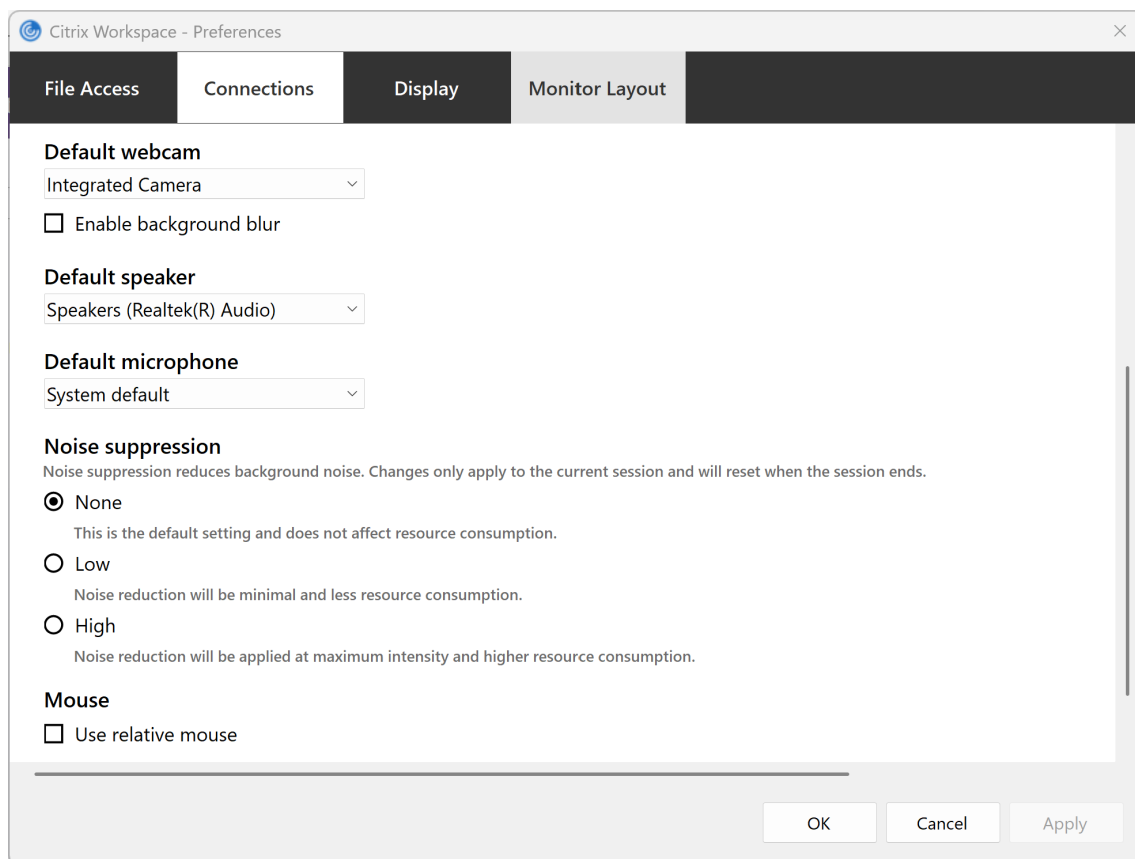 Citrix Workspace - Preferences
File Access
Connections
Display
Monitor Layout
Default webcam
Integrated Camera
Enable background blur
Default speaker
Speakers (Realtek(R) Audio)
Default microphone
System default
Noise suppression
Noise suppression reduces background noise. Changes only apply to the current session and will reset when the session ends.
None
This is the default setting and does not affect resource consumption.
Low
Noise reduction will be minimal and less resource consumption.
High
Noise reduction will be applied at maximum intensity and higher resource consumption.
Mouse
Use relative mouse
OK
Cancel
Apply